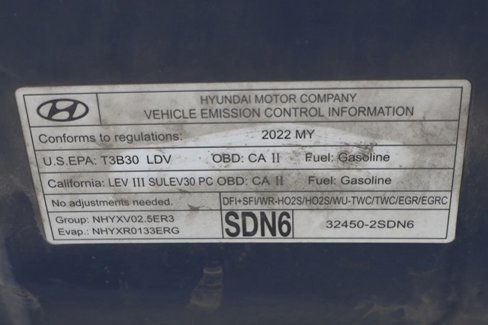 HYUNDAI MOTOR COMPANY
VEHICLE EMISSION CONTROL INFORMATION
Conforms to regulations: 2022 MY
U.S.EPA: T3B30 LDV OBD: CA II Fuel: Gasoline
California: LEV III SULEV30 PC OBD: CA II Fuel: Gasoline
No adjustments needed. DFI+SFI/WR-HO2S/HO2S/WU-TWC/TWC/EGR/EGRC
Group: NHYXV02.5ER3
Evap.: NHYXR0133ERG
SDN6 32450-2SDN6